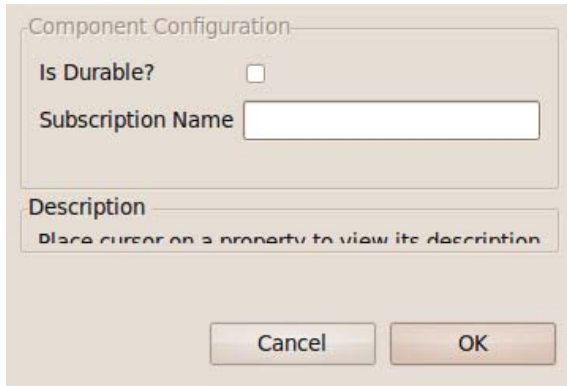 Component Configuration
Is Durable?
Subscription Name
Description
Place cursor on a property to view its description
Cancel
OK